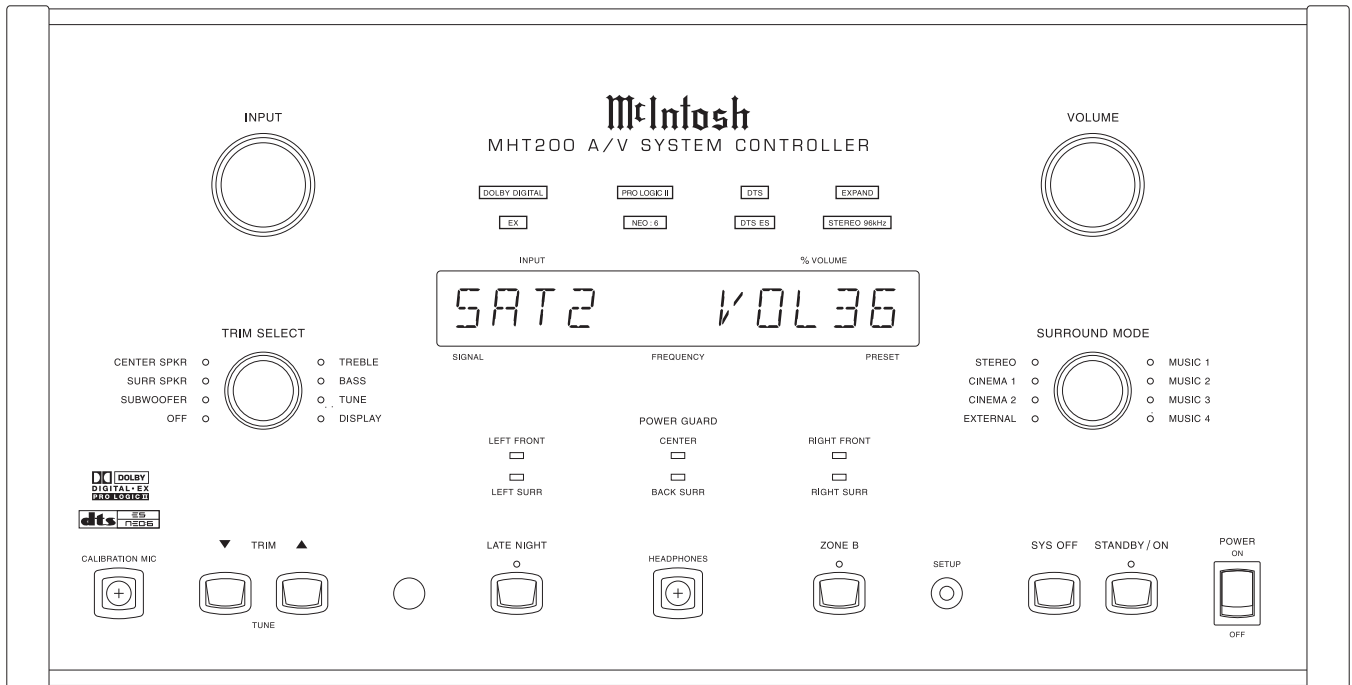 McIntosh
INPUT
VOLUME
MHT200 A/V SYSTEM CONTROLLER
DOLBY DIGITAL PRO LOGIC II DTS EXPAND
EX NEO : 6 DTS ES STEREO 96kHz
INPUT % VOLUME
SAT2 VOL36
SIGNAL FREQUENCY PRESET
TRIM SELECT
CENTER SPKR TREBLE
SURR SPKR BASS
SUBWOOFER TUNE
OFF DISPLAY
SURROUND MODE
STEREO MUSIC 1
CINEMA 1 MUSIC 2
CINEMA 2 MUSIC 3
EXTERNAL MUSIC 4
POWER GUARD
LEFT FRONT CENTER RIGHT FRONT
LEFT SURR BACK SURR RIGHT SURR
DOLBY
DIGITAL•EX
PRO LOGIC II
dts ES
NEO:6
CALIBRATION MIC
▼ TRIM ▲
TUNE
LATE NIGHT
HEADPHONES
ZONE B
SETUP
SYS OFF
STANDBY / ON
POWER
ON
OFF